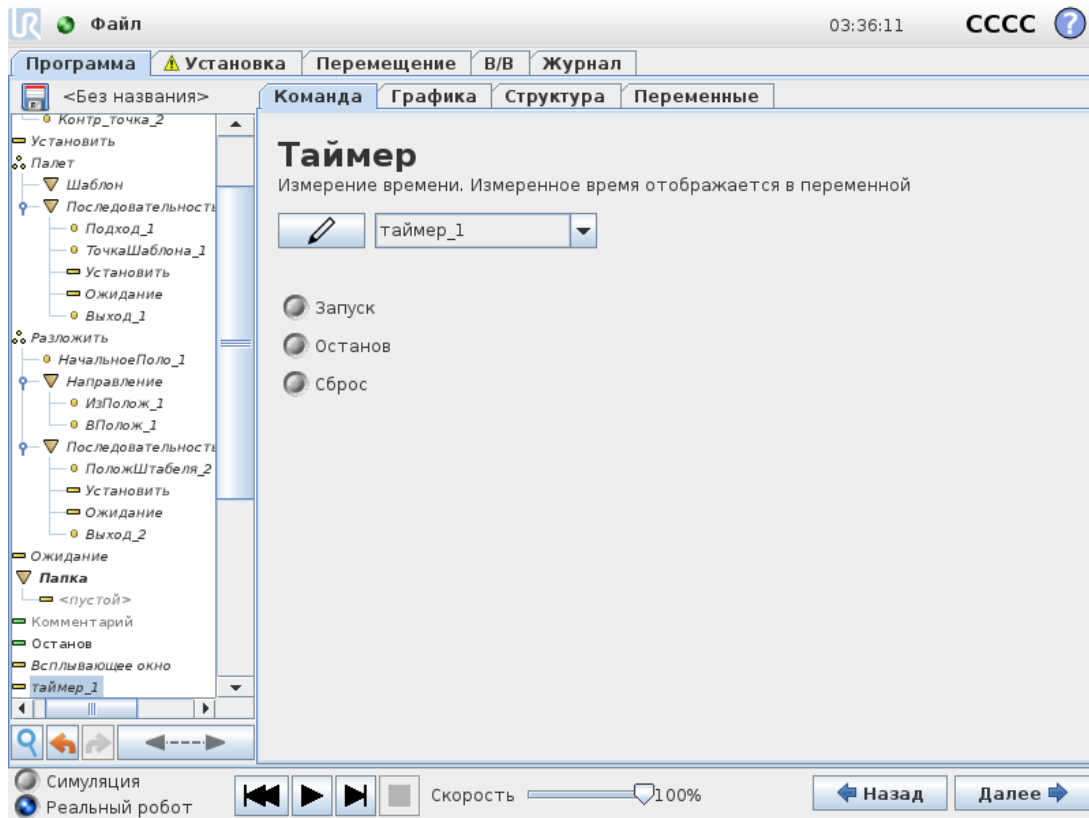 UR Файл 03:36:11 CCCC ?
Программа Установка Перемещение В/В Журнал
<Без названия> Команда Графика Структура Переменные
Контр_точка_2
Установить
Палет
Шаблон
Последовательность
Подход_1
ТочкаШаблона_1
Установить
Ожидание
Выход_1
Разложить
НачальноеПоло_1
Направление
ИзПолож_1
ВПолож_1
Последовательность
ПоложШтабеля_2
Установить
Ожидание
Выход_2
Ожидание
Папка
<пустой>
Комментарий
Останов
Всплывающее окно
таймер_1
Таймер
Измерение времени. Измеренное время отображается в переменной
таймер_1
Запуск
Останов
Сброс
Симуляция
Реальный робот
Скорость 100%
Назад Далее